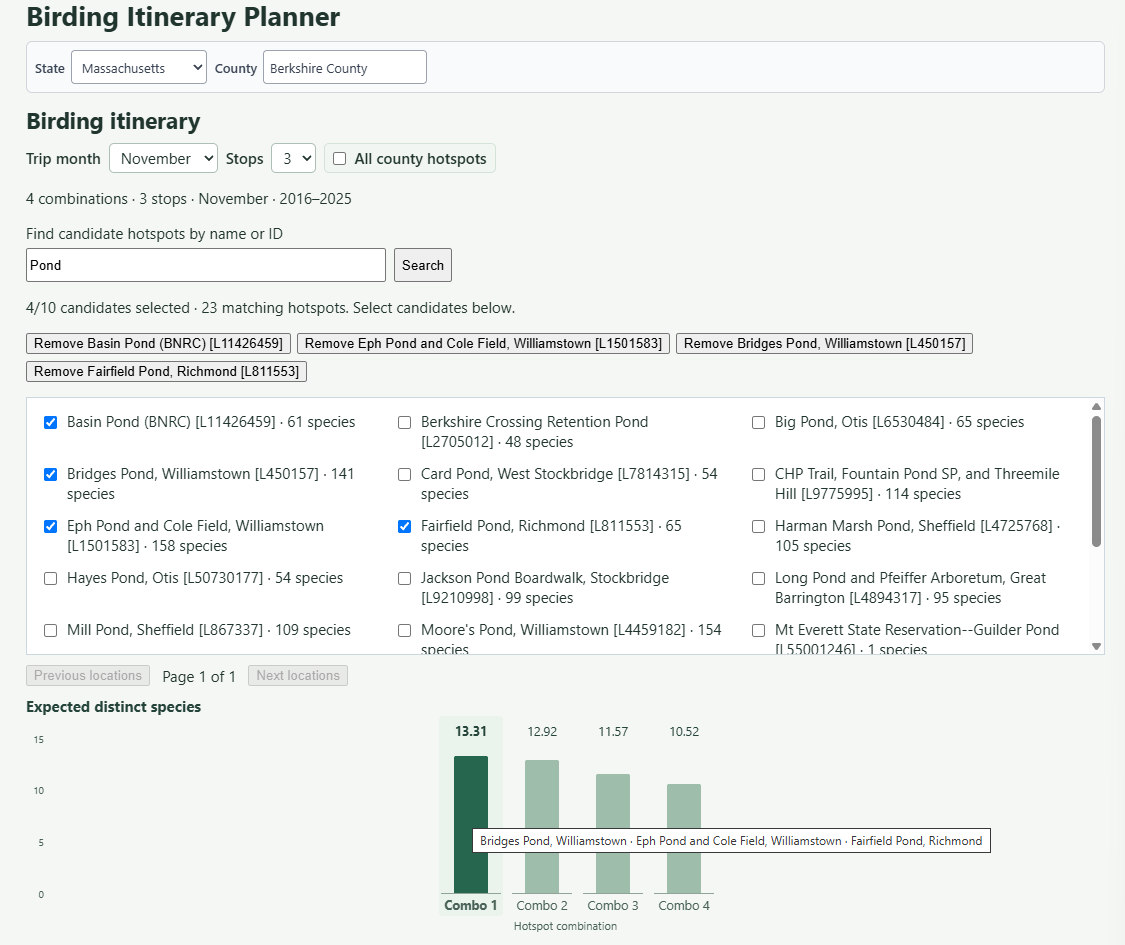 Birding Itinerary Planner
State Massachusetts County Berkshire County
Birding itinerary
Trip month November Stops 3 All county hotspots
4 combinations · 3 stops · November · 2016–2025
Find candidate hotspots by name or ID
Pond Search
4/10 candidates selected · 23 matching hotspots. Select candidates below.
Remove Basin Pond (BNRC) [L11426459] Remove Eph Pond and Cole Field, Williamstown [L1501583] Remove Bridges Pond, Williamstown [L450157]
Remove Fairfield Pond, Richmond [L811553]
Basin Pond (BNRC) [L11426459] · 61 species
Berkshire Crossing Retention Pond
[L2705012] · 48 species
Big Pond, Otis [L6530484] · 65 species
Bridges Pond, Williamstown [L450157] · 141
species
Card Pond, West Stockbridge [L7814315] · 54
species
CHP Trail, Fountain Pond SP, and Threemile
Hill [L9775995] · 114 species
Eph Pond and Cole Field, Williamstown
[L1501583] · 158 species
Fairfield Pond, Richmond [L811553] · 65
species
Harman Marsh Pond, Sheffield [L4725768] ·
105 species
Hayes Pond, Otis [L50730177] · 54 species
Jackson Pond Boardwalk, Stockbridge
[L9210998] · 99 species
Long Pond and Pfeiffer Arboretum, Great
Barrington [L4894317] · 95 species
Mill Pond, Sheffield [L867337] · 109 species
Moore's Pond, Williamstown [L4459182] · 154
species
Mt Everett State Reservation--Guilder Pond
[L55001246] · 1 species
Previous locations Page 1 of 1 Next locations
Expected distinct species
13.31 12.92 11.57 10.52
15
10
5
Bridges Pond, Williamstown · Eph Pond and Cole Field, Williamstown · Fairfield Pond, Richmond
0
Combo 1 Combo 2 Combo 3 Combo 4
Hotspot combination